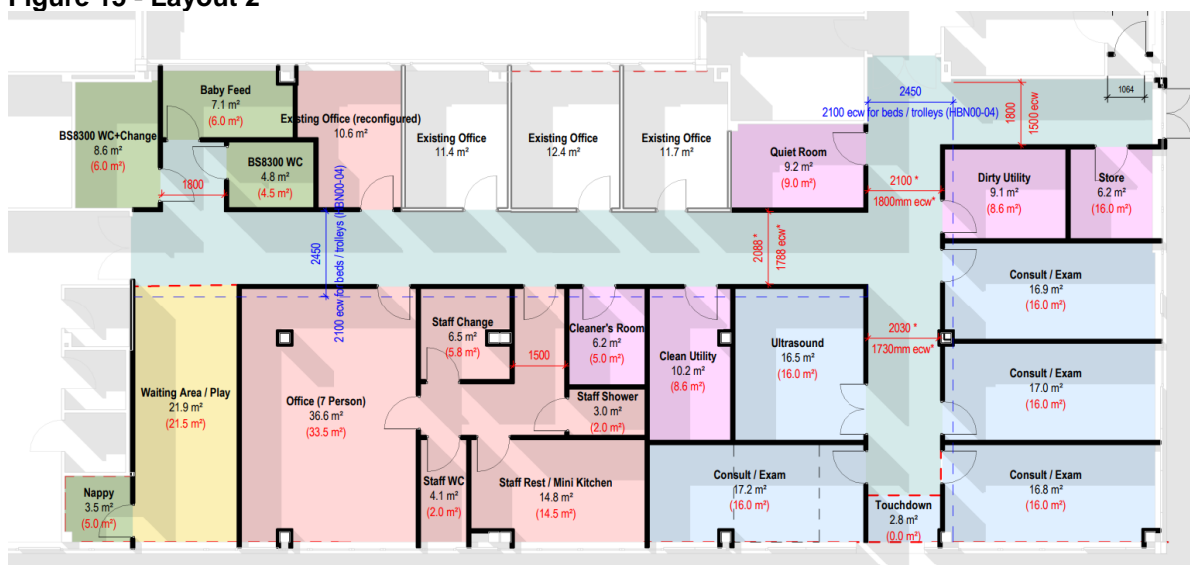 Figure 15 - Layout 2
Baby Feed
7.1 m²
(6.0 m²)
BS8300 WC+Change
8.6 m²
(6.0 m²)
BS8300 WC
4.8 m²
(4.5 m²)
1800
Existing Office (reconfigured)
10.6 m²
Existing Office
11.4 m²
Existing Office
12.4 m²
Existing Office
11.7 m²
Quiet Room
9.2 m²
(9.0 m²)
2450
2100 ecw for beds / trolleys (HBN00-04)
1800
1500 ecw
1064
2100 *
1800mm ecw*
Dirty Utility
9.1 m²
(8.6 m²)
Store
6.2 m²
(16.0 m²)
2450
2100 ecw for beds / trolleys (HBN00-04)
2088 *
1788 ecw*
Consult / Exam
16.9 m²
(16.0 m²)
2030 *
1730mm ecw*
Waiting Area / Play
21.9 m²
(21.5 m²)
Office (7 Person)
36.6 m²
(33.5 m²)
Staff Change
6.5 m²
(5.8 m²)
1500
Cleaner's Room
6.2 m²
(5.0 m²)
Clean Utility
10.2 m²
(8.6 m²)
Ultrasound
16.5 m²
(16.0 m²)
Consult / Exam
17.0 m²
(16.0 m²)
Staff Shower
3.0 m²
(2.0 m²)
Nappy
3.5 m²
(5.0 m²)
Staff WC
4.1 m²
(2.0 m²)
Staff Rest / Mini Kitchen
14.8 m²
(14.5 m²)
Consult / Exam
17.2 m²
(16.0 m²)
Touchdown
2.8 m²
(0.0 m²)
Consult / Exam
16.8 m²
(16.0 m²)